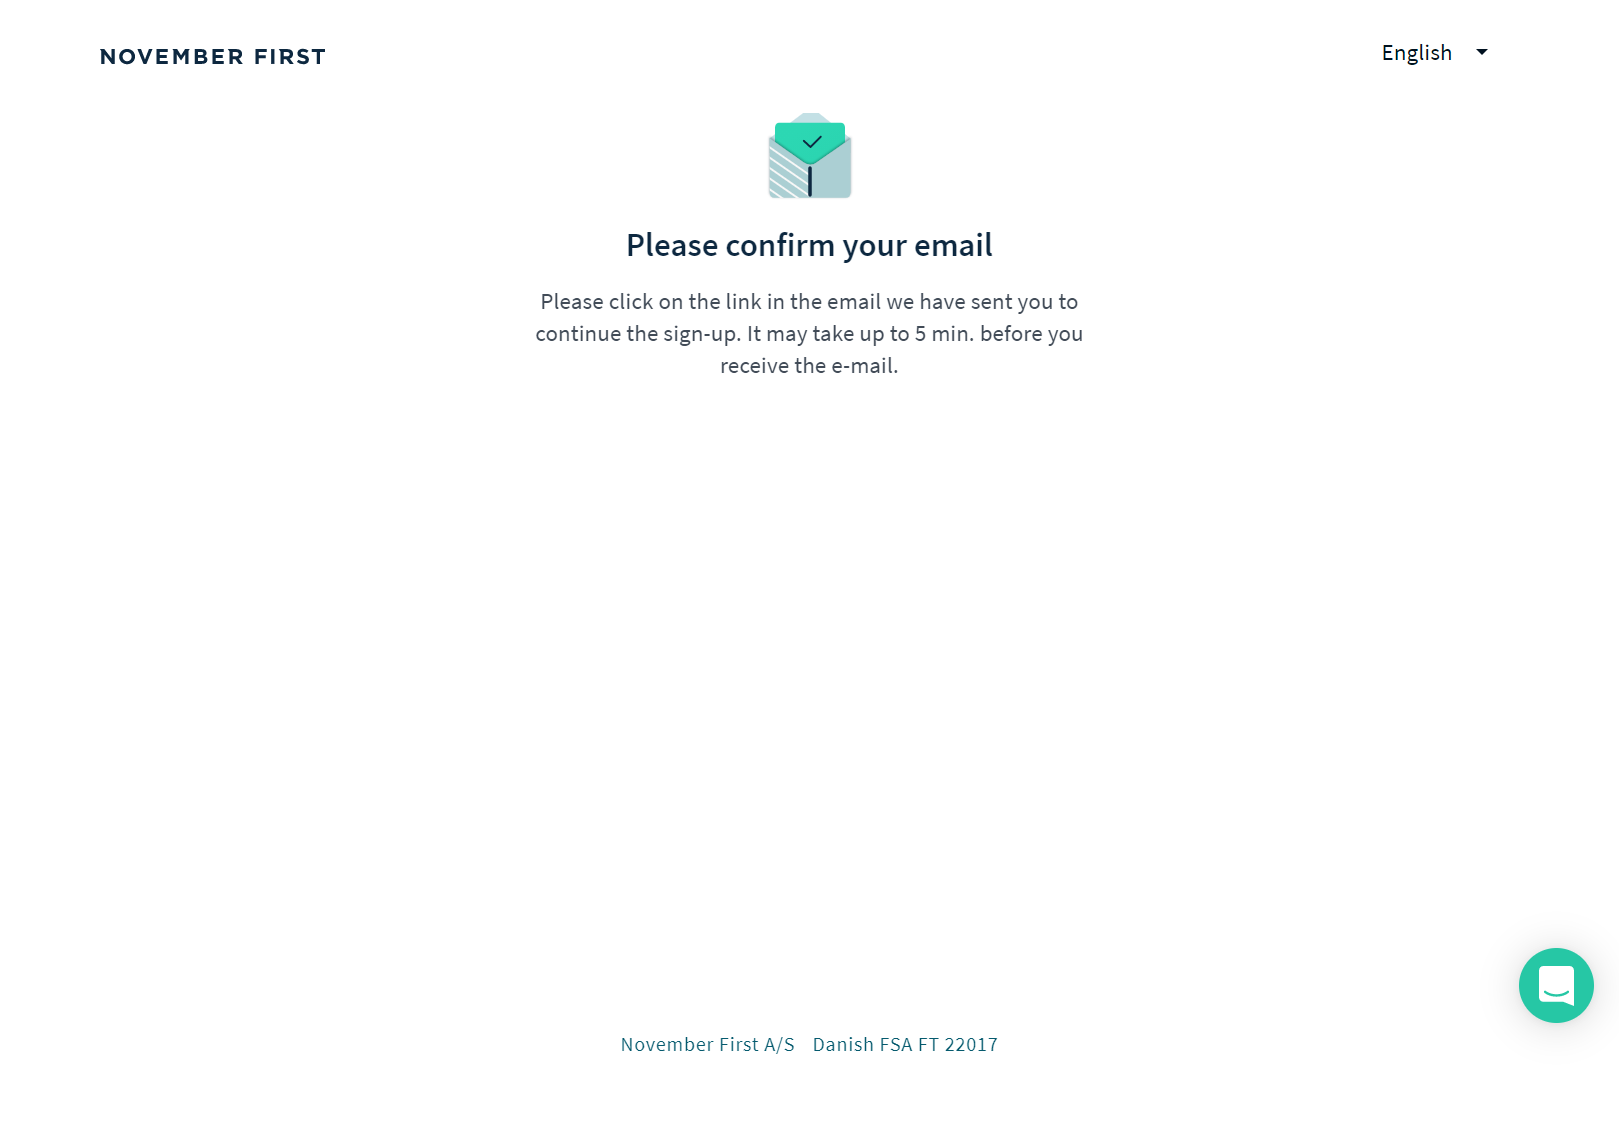 NOVEMBER FIRST
English
Please confirm your email
Please click on the link in the email we have sent you to
continue the sign-up. It may take up to 5 min. before you
receive the e-mail.
November First A/S Danish FSA FT 22017